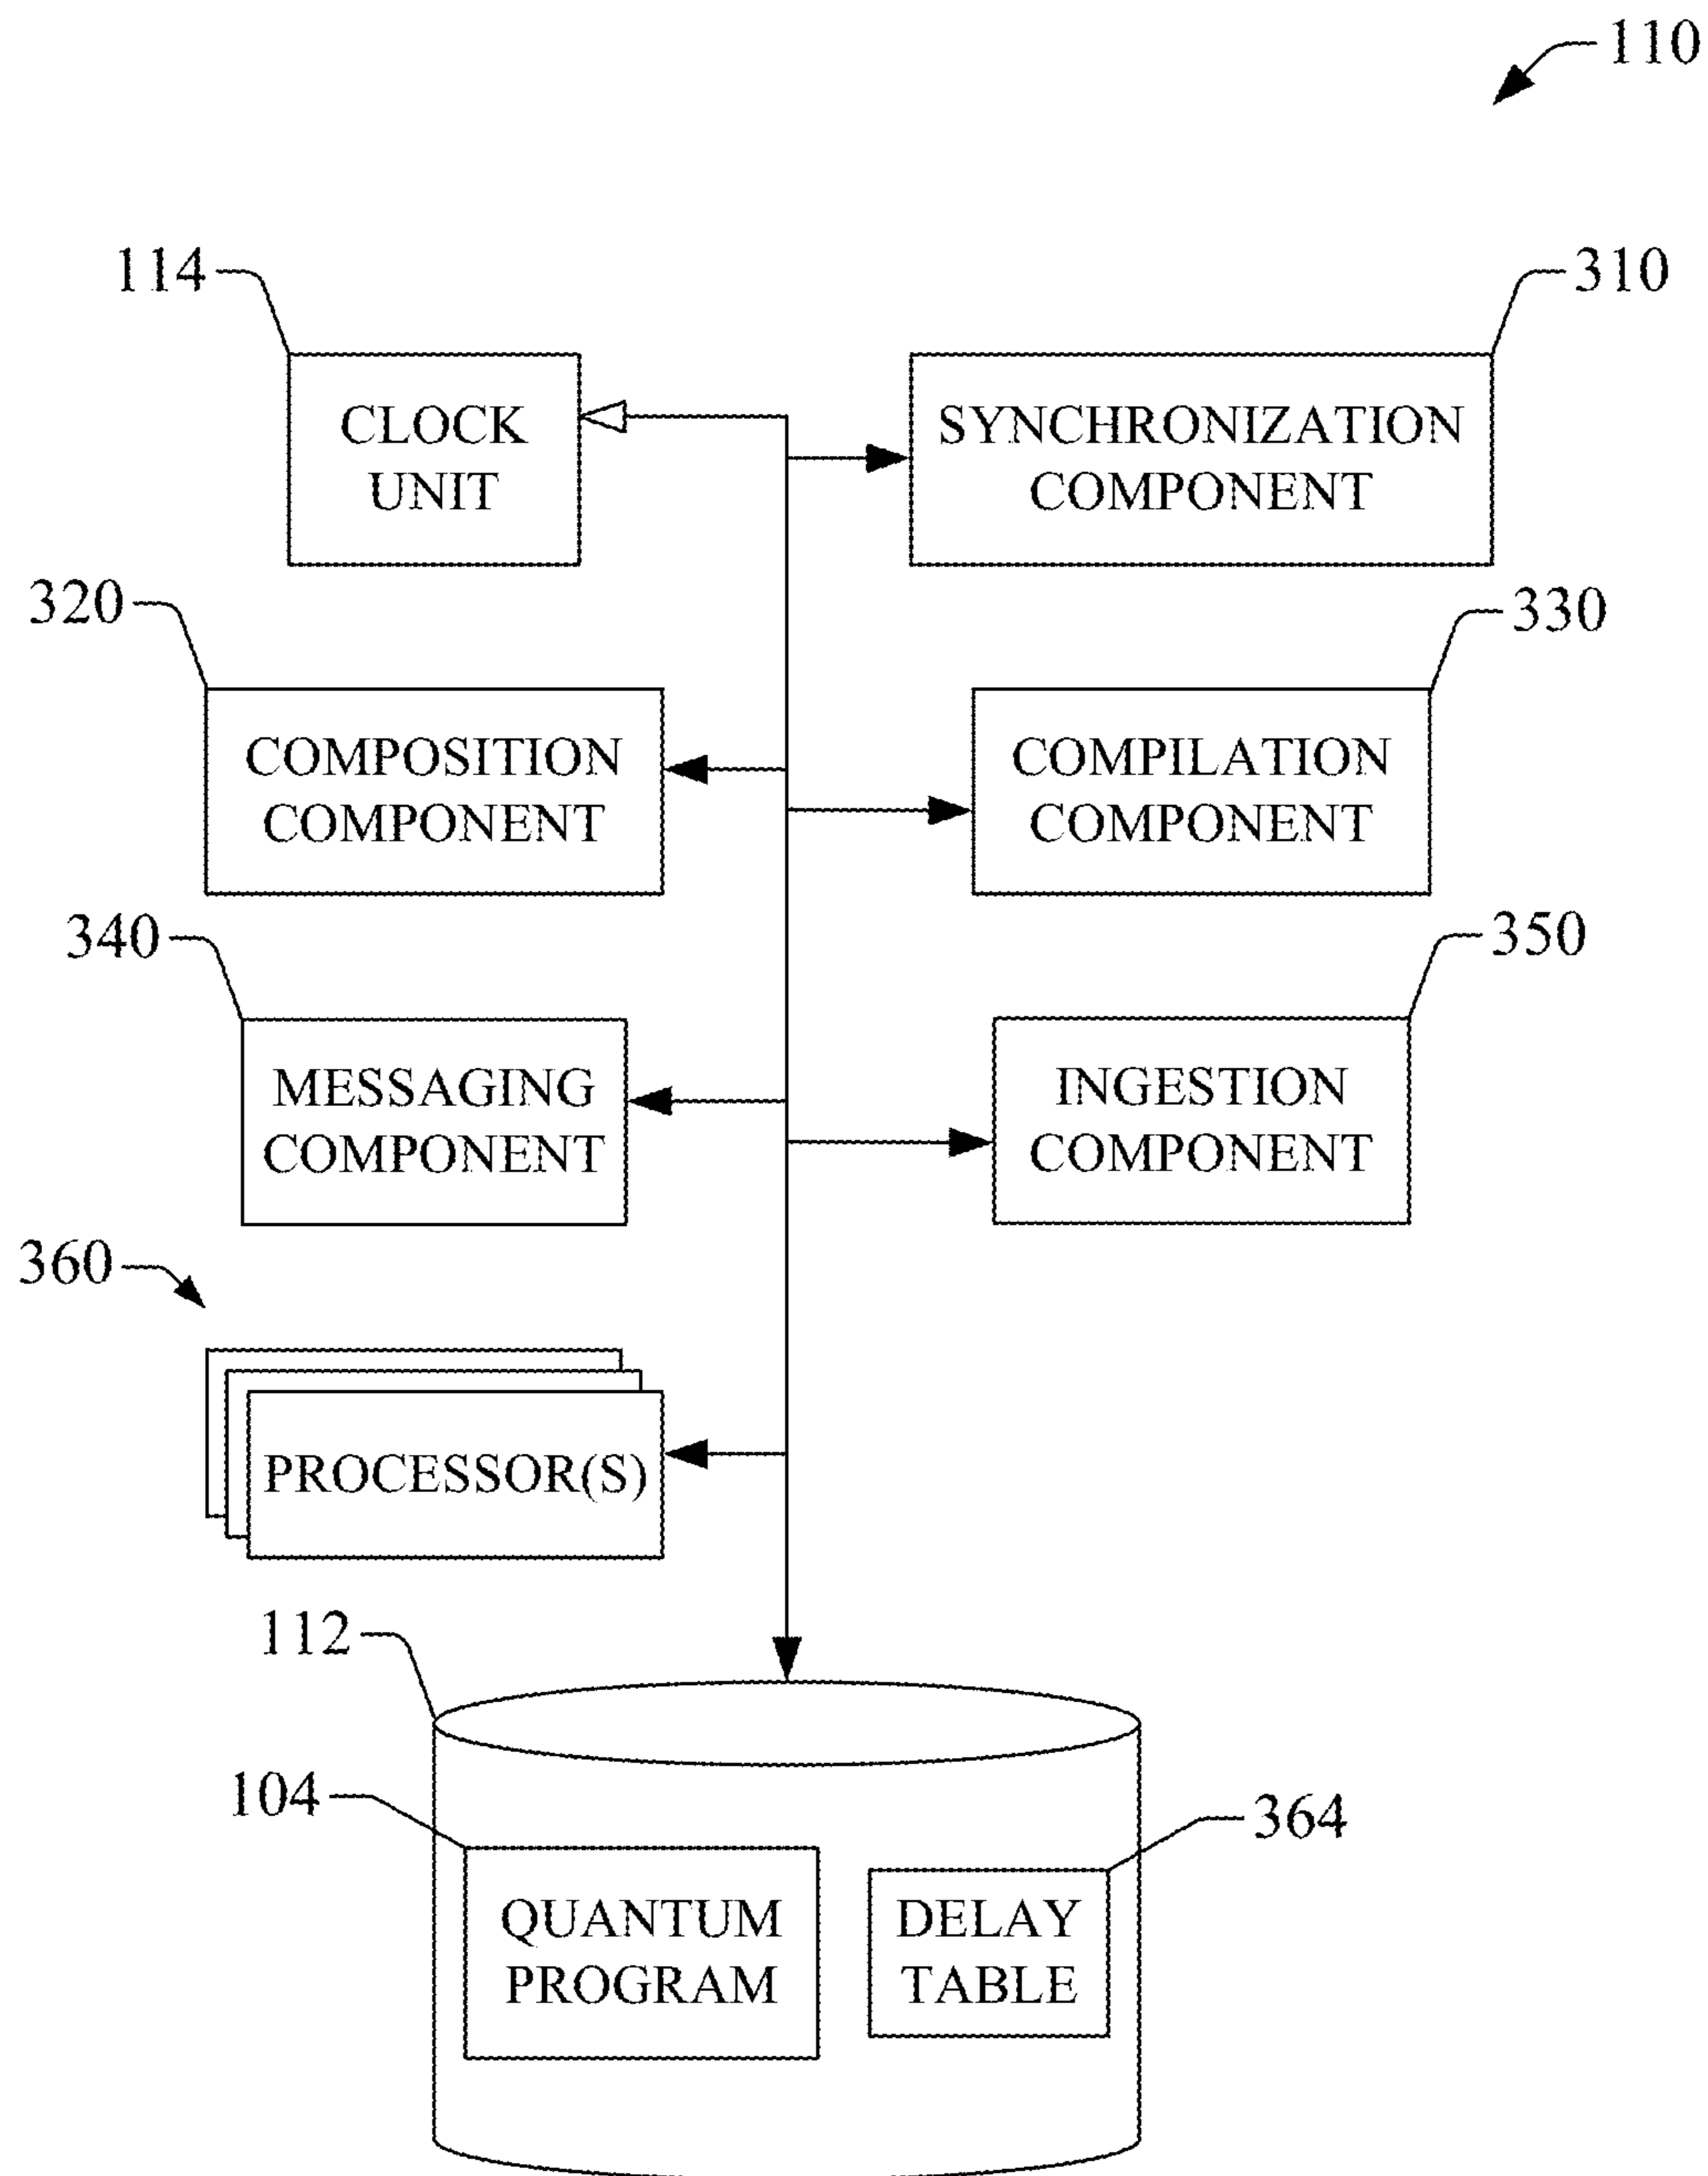 110
114
310
CLOCK
UNIT
SYNCHRONIZATION
COMPONENT
320
330
COMPOSITION
COMPONENT
COMPILATION
COMPONENT
340
350
MESSAGING
COMPONENT
INGESTION
COMPONENT
360
PROCESSOR(S)
112
104
364
QUANTUM
PROGRAM
DELAY
TABLE